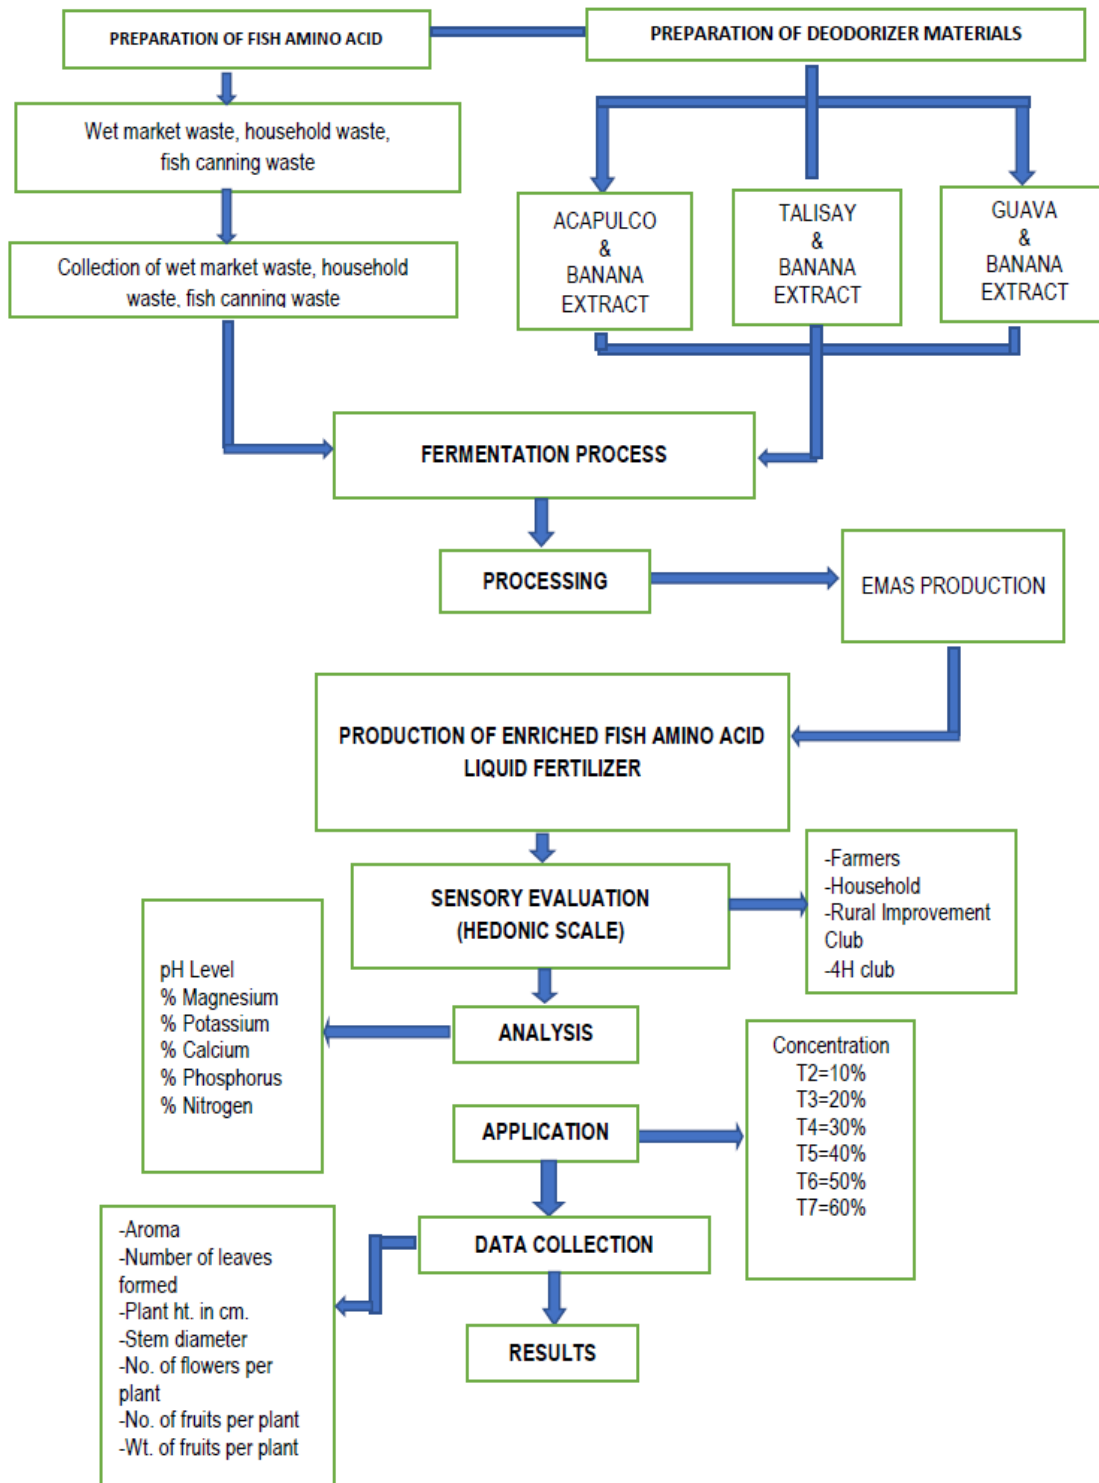 PREPARATION OF FISH AMINO ACID
PREPARATION OF DEODORIZER MATERIALS
Wet market waste, household waste,
fish canning waste
Collection of wet market waste, household
waste, fish canning waste
ACAPULCO
&
BANANA
EXTRACT
TALISAY
&
BANANA
EXTRACT
GUAVA
&
BANANA
EXTRACT
FERMENTATION PROCESS
PROCESSING
EMAS PRODUCTION
PRODUCTION OF ENRICHED FISH AMINO ACID
LIQUID FERTILIZER
SENSORY EVALUATION
(HEDONIC SCALE)
-Farmers
-Household
-Rural Improvement
Club
-4H club
ANALYSIS
pH Level
% Magnesium
% Potassium
% Calcium
% Phosphorus
% Nitrogen
APPLICATION
Concentration
T2=10%
T3=20%
T4=30%
T5=40%
T6=50%
T7=60%
DATA COLLECTION
-Aroma
-Number of leaves
formed
-Plant ht. in cm.
-Stem diameter
-No. of flowers per
plant
-No. of fruits per plant
-Wt. of fruits per plant
RESULTS